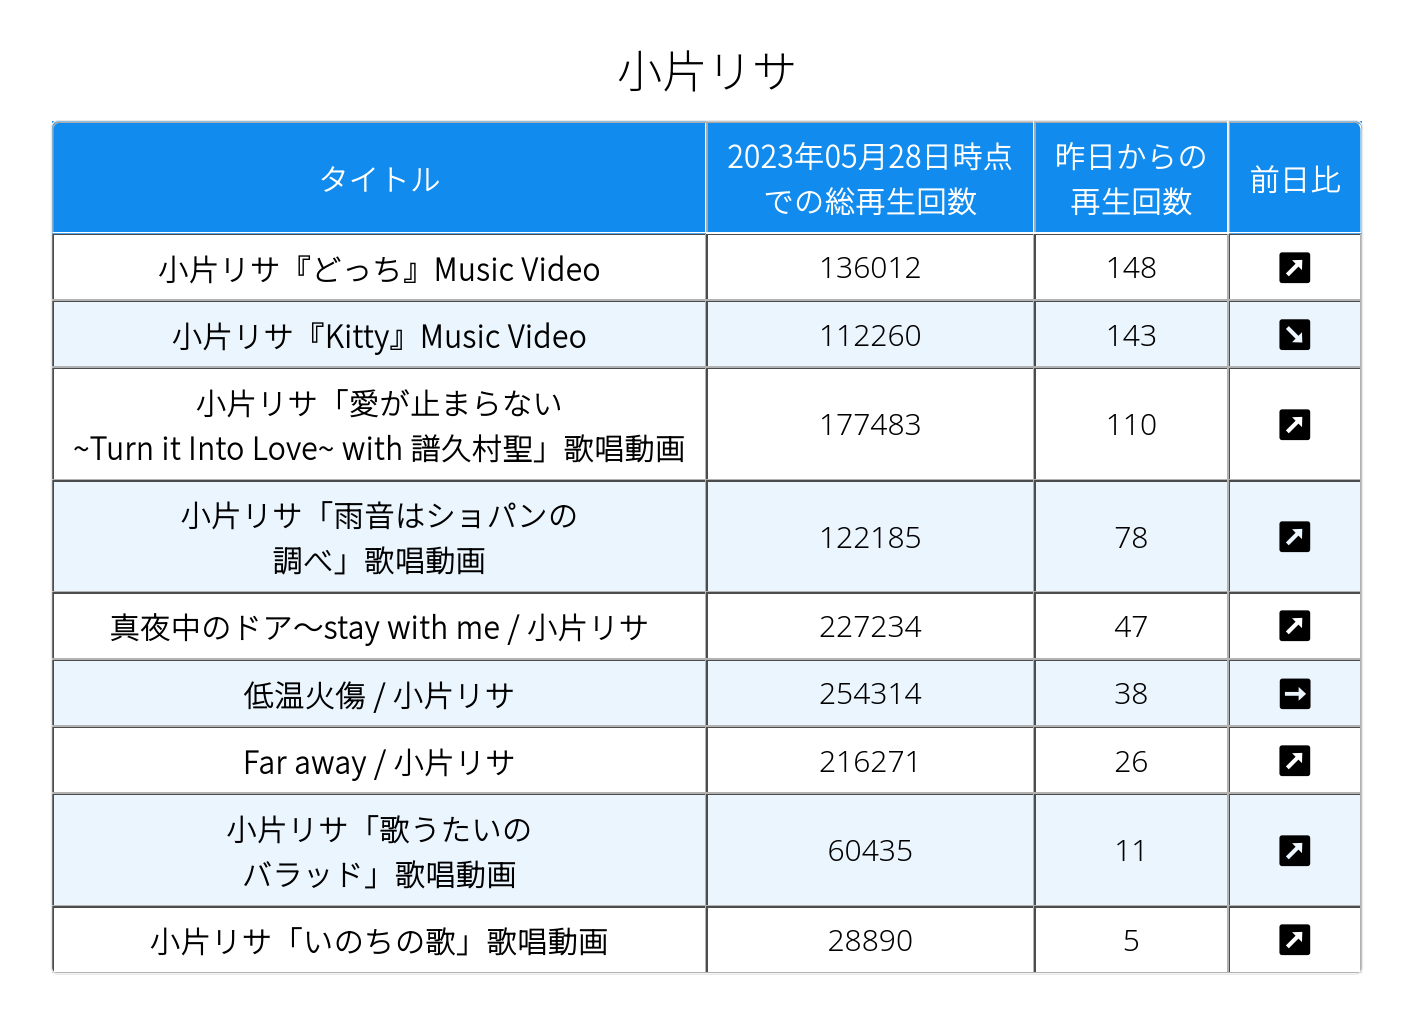 小片リサ
タイトル
2023年05月28日時点
での総再生回数
昨日からの
再生回数
前日比
小片リサ『どっち』Music Video
136012
148
小片リサ『Kitty』Music Video
112260
143
小片リサ「愛が止まらない
~Turn it Into Love~ with 譜久村聖」歌唱動画
177483
110
小片リサ「雨音はショパンの
調べ」歌唱動画
122185
78
真夜中のドア〜stay with me / 小片リサ
227234
47
低温火傷 / 小片リサ
254314
38
Far away / 小片リサ
216271
26
小片リサ「歌うたいの
バラッド」歌唱動画
60435
11
小片リサ「いのちの歌」歌唱動画
28890
5